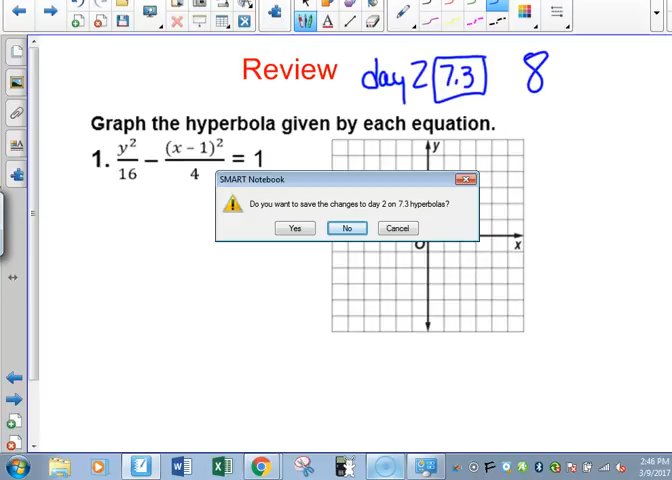 Review day 2 7.3 8
Graph the hyperbola given by each equation.
1. y²/16 − (x − 1)²/4 = 1
y
SMART Notebook
Do you want to save the changes to day 2 on 7.3 hyperbolas?
Yes No Cancel
O x
2:46 PM
3/9/2017